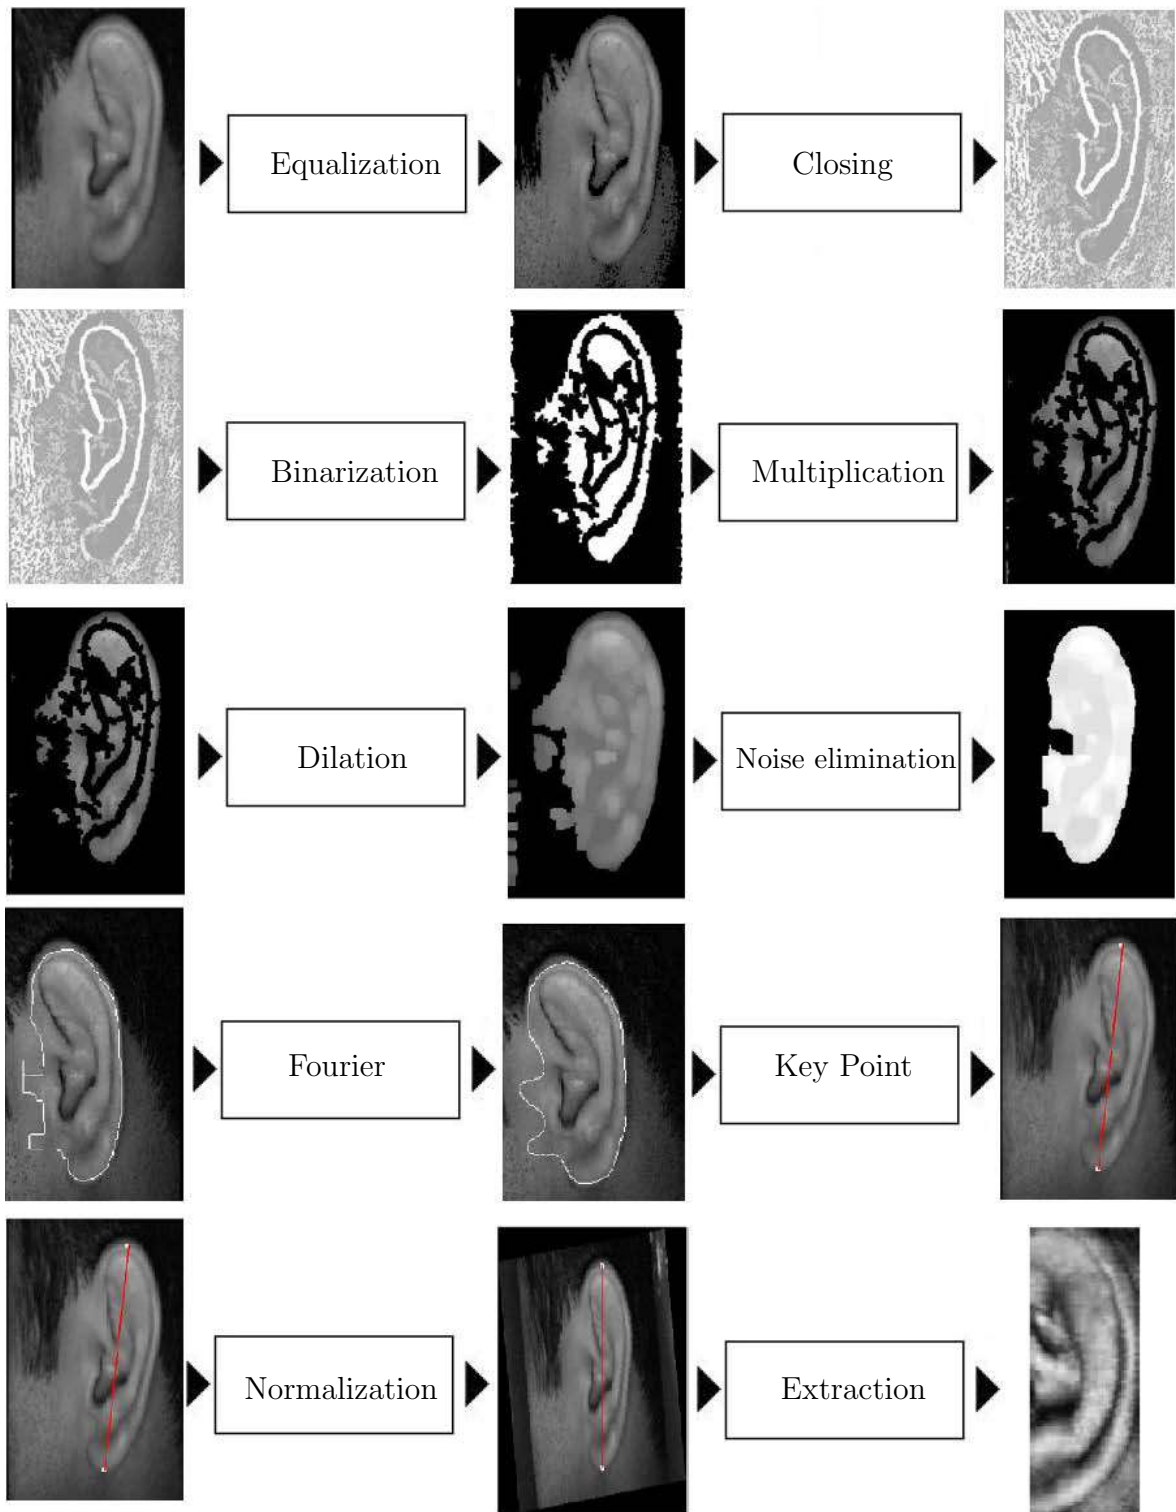 Equalization
Closing
Binarization
Multiplication
Dilation
Noise elimination
Fourier
Key Point
Normalization
Extraction